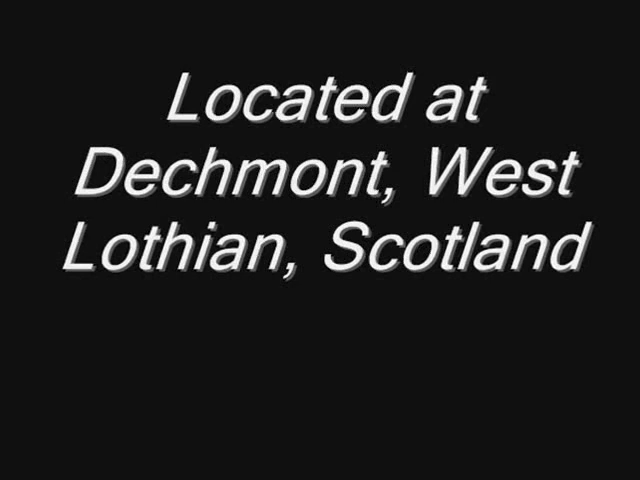 Located at
Dechmont, West
Lothian, Scotland